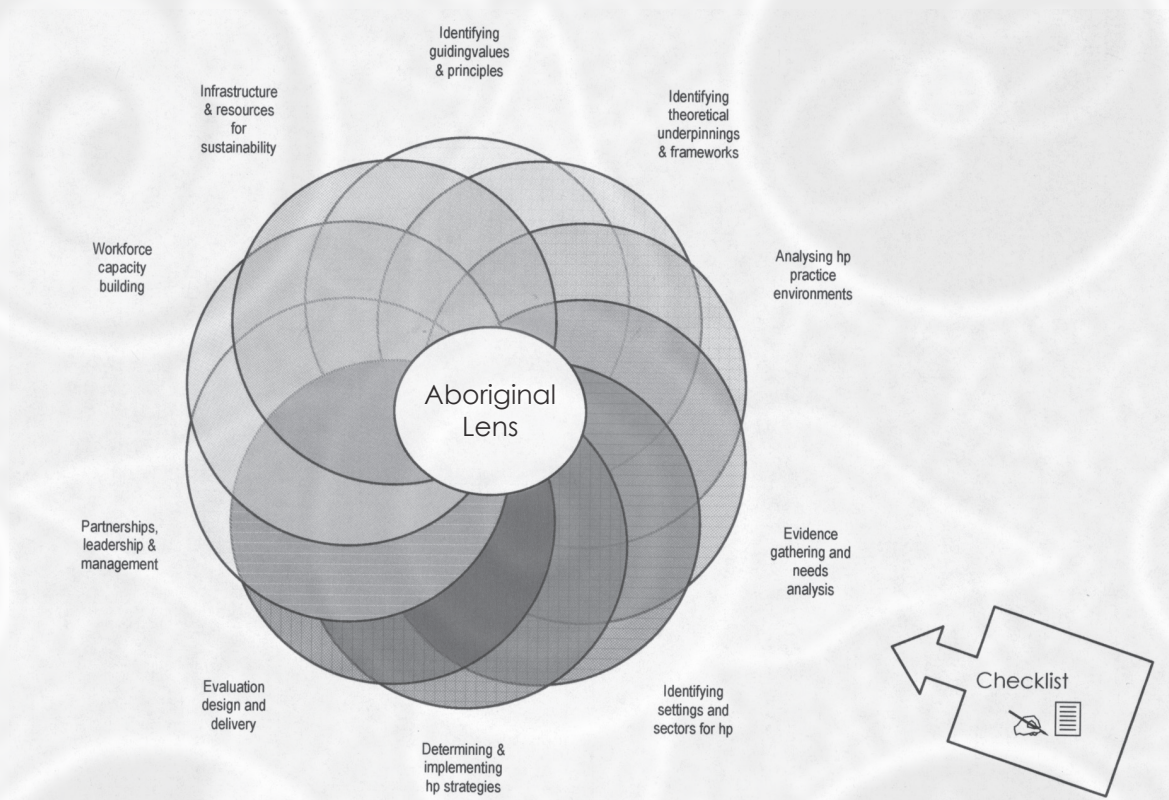 Identifying
guidingvalues
& principles
Identifying
theoretical
underpinnings
& frameworks
Analysing hp
practice
environments
Evidence
gathering and
needs
analysis
Identifying
settings and
sectors for hp
Determining &
implementing
hp strategies
Evaluation
design and
delivery
Partnerships,
leadership &
management
Workforce
capacity
building
Infrastructure
& resources
for
sustainability
Aboriginal
Lens
Checklist